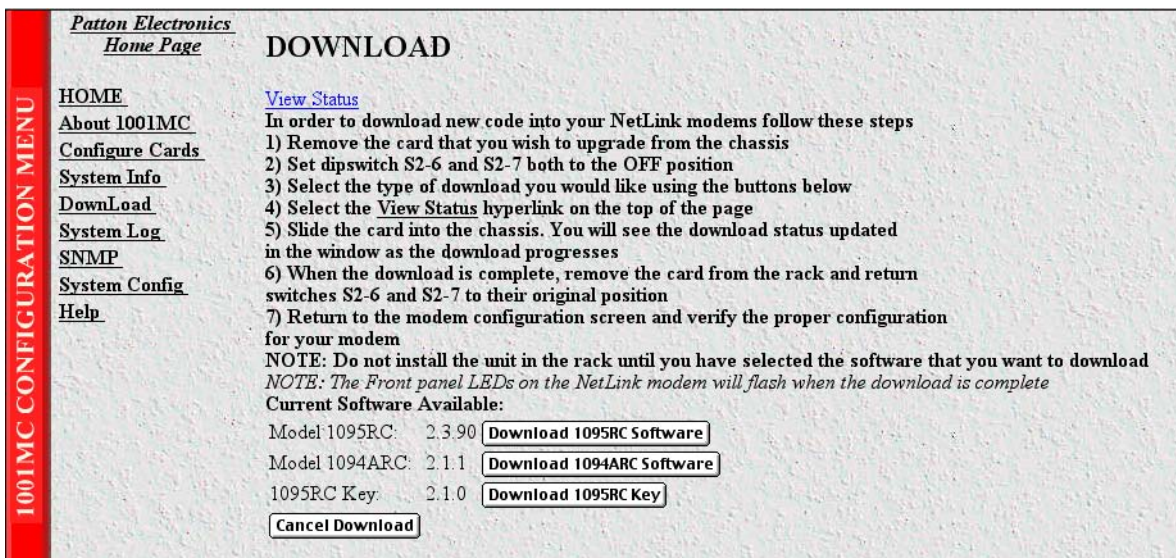 1001MC CONFIGURATION MENU
Patton Electronics
Home Page
HOME
About 1001MC
Configure Cards
System Info
DownLoad
System Log
SNMP
System Config
Help
DOWNLOAD
View Status
In order to download new code into your NetLink modems follow these steps
1) Remove the card that you wish to upgrade from the chassis
2) Set dipswitch S2-6 and S2-7 both to the OFF position
3) Select the type of download you would like using the buttons below
4) Select the View Status hyperlink on the top of the page
5) Slide the card into the chassis. You will see the download status updated
in the window as the download progresses
6) When the download is complete, remove the card from the rack and return
switches S2-6 and S2-7 to their original position
7) Return to the modem configuration screen and verify the proper configuration
for your modem
NOTE: Do not install the unit in the rack until you have selected the software that you want to download
NOTE: The Front panel LEDs on the NetLink modem will flash when the download is complete
Current Software Available:
Model 1095RC: 2.3.90 Download 1095RC Software
Model 1094ARC: 2.1.1 Download 1094ARC Software
1095RC Key: 2.1.0 Download 1095RC Key
Cancel Download